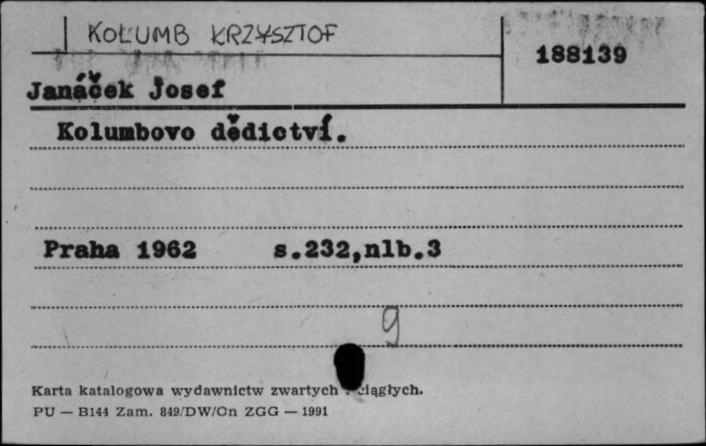 KOLUMB KRZYSZTOF
188139
Janáček Josef
Kolumbovo dědictví.
Praha 1962 s.232,nlb.3
9
Karta katalogowa wydawnictw zwartych i ciągłych.
PU — B144 Zam. 849/DW/On ZGG — 1991